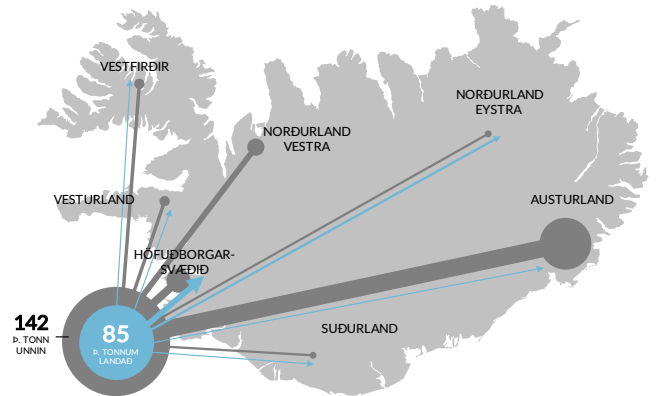 VESTFIRÐIR
NORÐURLAND
EYSTRA
NORÐURLAND
VESTRA
VESTURLAND
AUSTURLAND
HÖFUÐBORGAR-
SVÆÐIÐ
142
Þ. TONN
UNNIN
85
Þ. TONNUM
LANDAÐ
SUÐURLAND